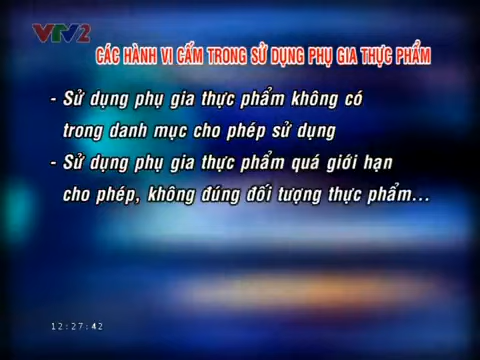 VTV2
CÁC HÀNH VI CẤM TRONG SỬ DỤNG PHỤ GIA THỰC PHẨM
- Sử dụng phụ gia thực phẩm không có
trong danh mục cho phép sử dụng
- Sử dụng phụ gia thực phẩm quá giới hạn
cho phép, không đúng đối tượng thực phẩm...
12:27:42